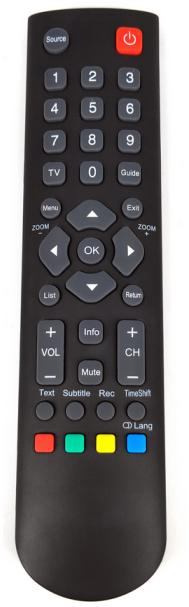 Source
1 2 3
4 5 6
7 8 9
TV 0 Guide
Menu Exit
ZOOM ZOOM
− +
OK
List Return
+ Info +
VOL CH
− Mute −
Text Subtitle Rec TimeShift
Lang